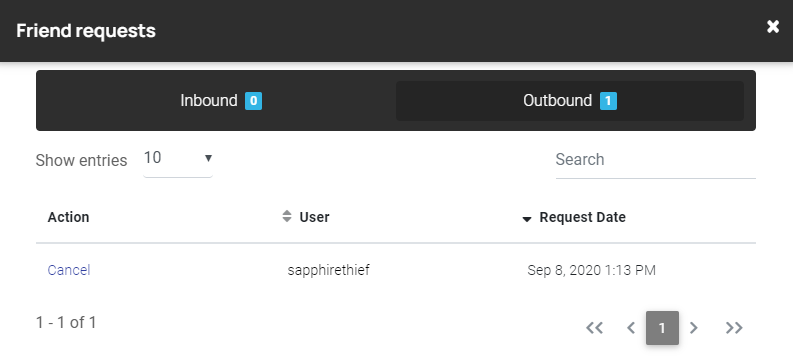 Friend requests
Inbound 0 Outbound 1
Show entries 10 Search
Action User Request Date
Cancel sapphirethief Sep 8, 2020 1:13 PM
1 - 1 of 1 1